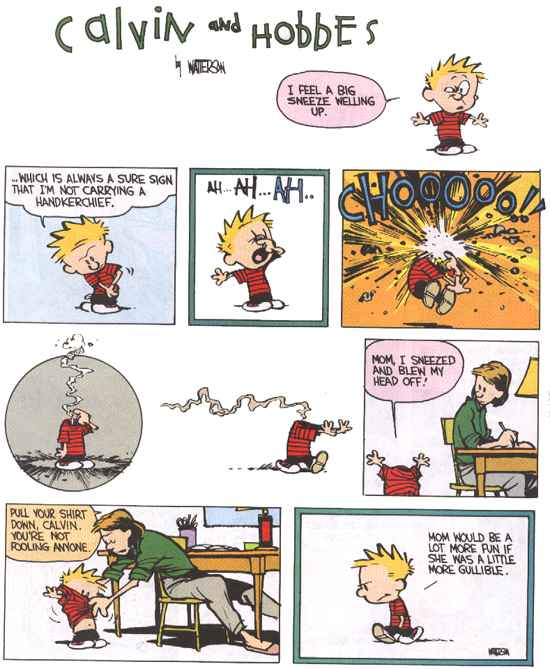 Calvin and Hobbes
by WATTERSON
I FEEL A BIG
SNEEZE WELLING
UP.
...WHICH IS ALWAYS A SURE SIGN
THAT I'M NOT CARRYING A
HANDKERCHIEF.
AH... AH... AH..
CHOOOOO!!
MOM, I SNEEZED
AND BLEW MY
HEAD OFF!
PULL YOUR SHIRT
DOWN, CALVIN.
YOU'RE NOT
FOOLING ANYONE.
MOM WOULD BE A
LOT MORE FUN IF
SHE WAS A LITTLE
MORE GULLIBLE.
WATTERSON